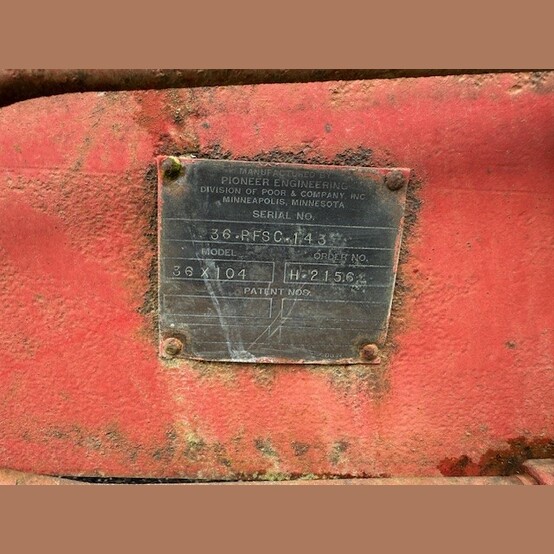 MANUFACTURED BY
PIONEER ENGINEERING
DIVISION OF POOR & COMPANY, INC.
MINNEAPOLIS, MINNESOTA
SERIAL NO.
36-PFSC-143
MODEL ORDER NO.
36 X 104 H-2156
PATENT NOS.